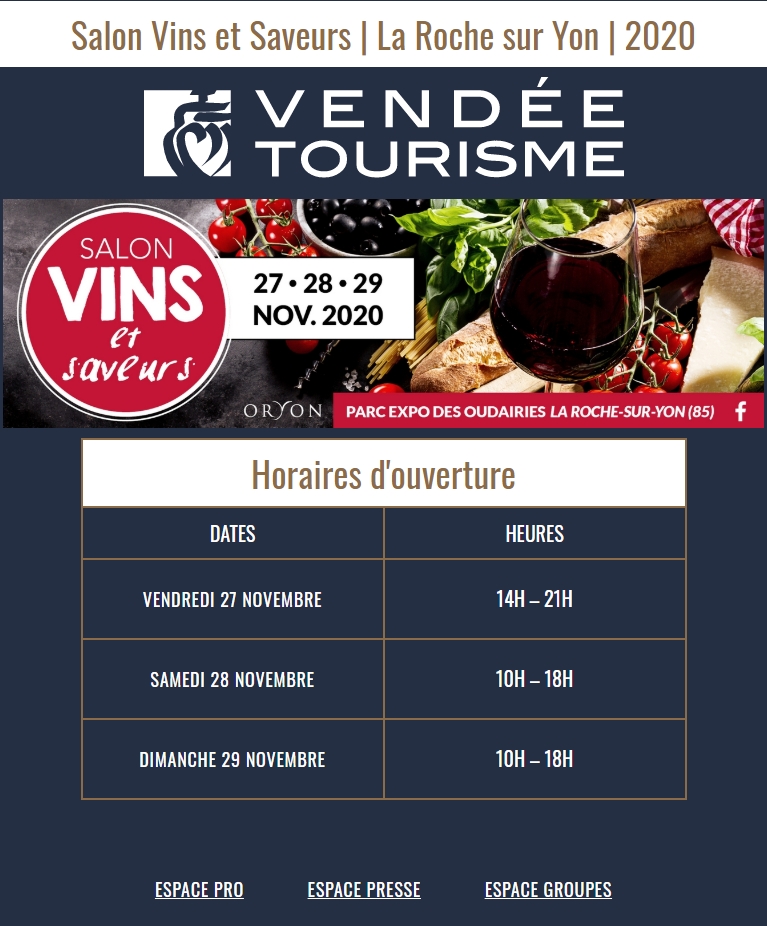 Salon Vins et Saveurs | La Roche sur Yon | 2020
VENDÉE
TOURISME
SALON
VINS
et
saveurs
27 • 28 • 29
NOV. 2020
ORYON
PARC EXPO DES OUDAIRIES LA ROCHE-SUR-YON (85) f
Horaires d'ouverture
DATES HEURES
VENDREDI 27 NOVEMBRE 14H – 21H
SAMEDI 28 NOVEMBRE 10H – 18H
DIMANCHE 29 NOVEMBRE 10H – 18H
ESPACE PRO ESPACE PRESSE ESPACE GROUPES